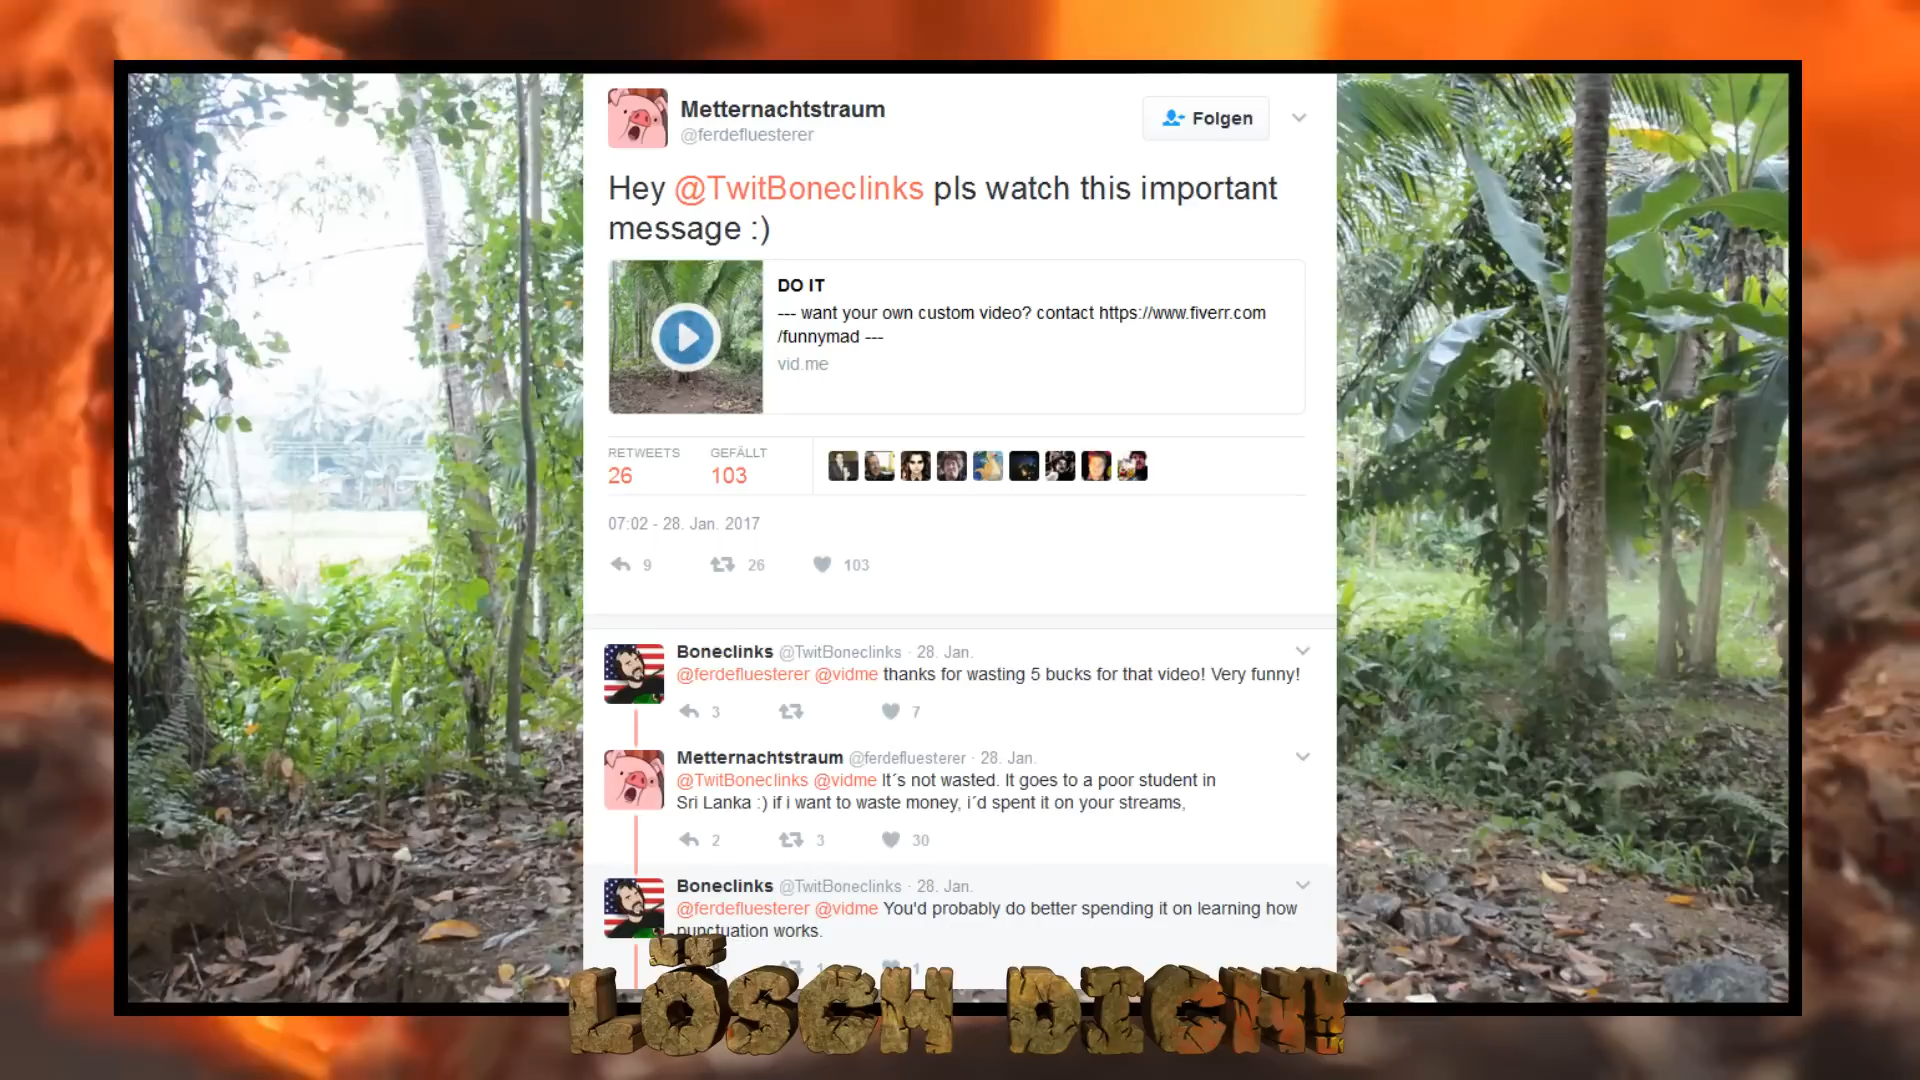 Metternachtstraum
@ferdefluesterer
Folgen
Hey @TwitBoneclinks pls watch this important
message :)
DO IT
--- want your own custom video? contact https://www.fiverr.com
/funnymad ---
vid.me
RETWEETS
26
GEFÄLLT
103
07:02 - 28. Jan. 2017
9
26
103
Boneclinks @TwitBoneclinks · 28. Jan.
@ferdefluesterer @vidme thanks for wasting 5 bucks for that video! Very funny!
3
7
Metternachtstraum @ferdefluesterer · 28. Jan.
@TwitBoneclinks @vidme It´s not wasted. It goes to a poor student in
Sri Lanka :) if i want to waste money, i´d spent it on your streams,
2
3
30
Boneclinks @TwitBoneclinks · 28. Jan.
@ferdefluesterer @vidme You'd probably do better spending it on learning how
punctuation works.
1
LÖSCH DICH!